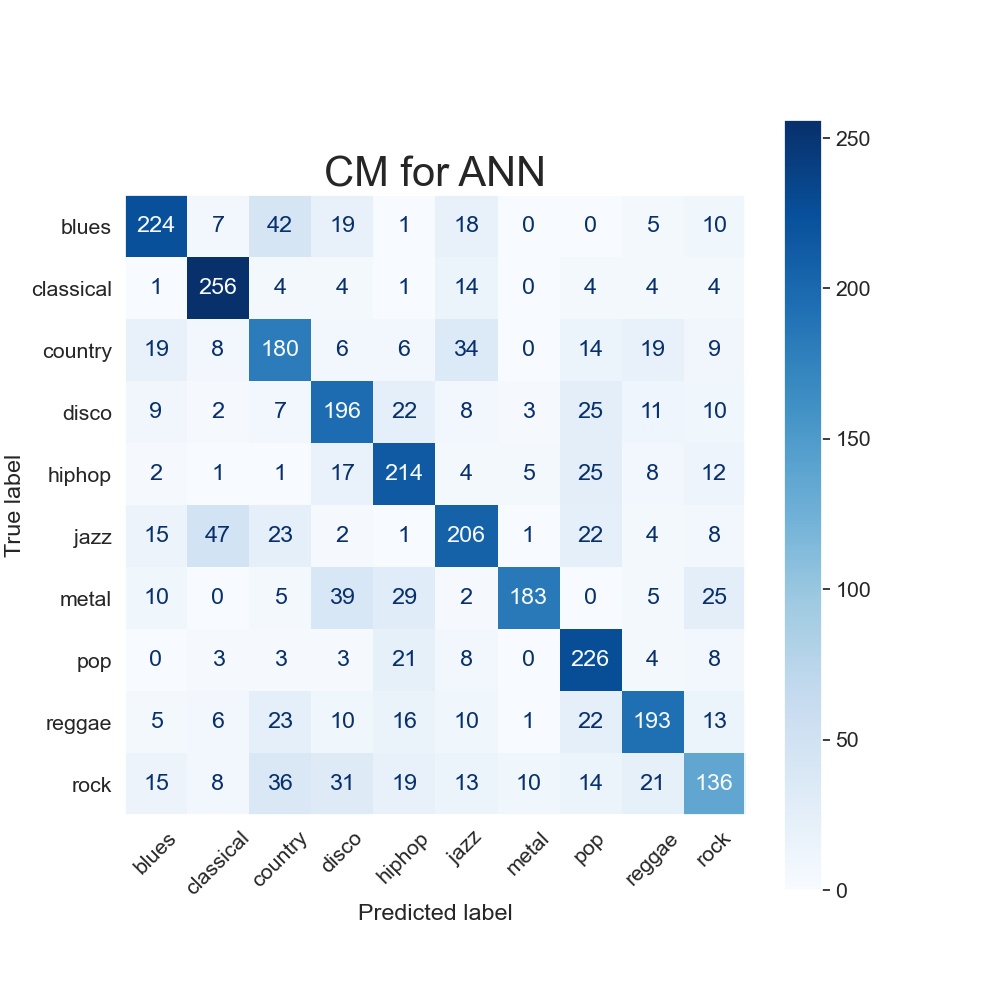 CM for ANN
250
blues 224 7 42 19 1 18 0 0 5 10
classical 1 256 4 4 1 14 0 4 4 4
200
country 19 8 180 6 6 34 0 14 19 9
disco 9 2 7 196 22 8 3 25 11 10
150
hiphop 2 1 1 17 214 4 5 25 8 12
True label
jazz 15 47 23 2 1 206 1 22 4 8
100
metal 10 0 5 39 29 2 183 0 5 25
pop 0 3 3 3 21 8 0 226 4 8
reggae 5 6 23 10 16 10 1 22 193 13
50
rock 15 8 36 31 19 13 10 14 21 136
blues classical country disco hiphop jazz metal pop reggae rock
0
Predicted label